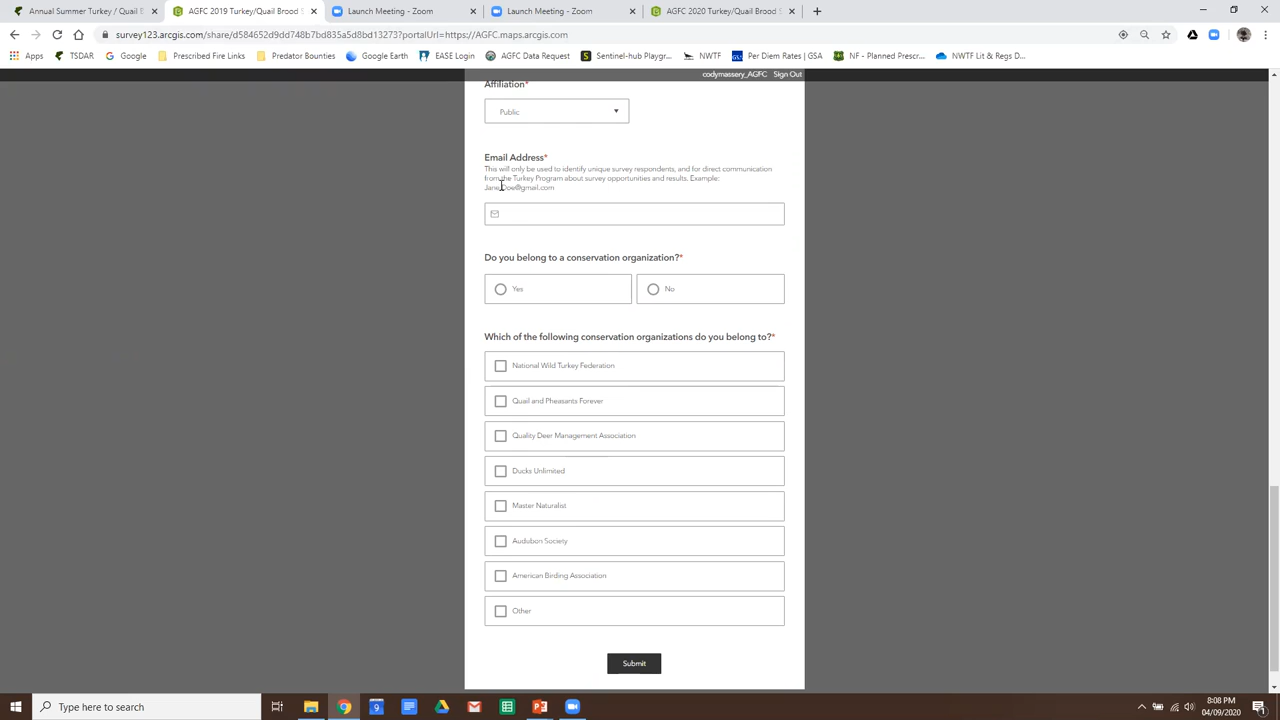 Annual Summer Turkey Brood S
Launch Meeting - Zoom
AGFC Turkey/Quail Brood Survey
AGFC 2020 Turkey/Quail Brood S
survey123.arcgis.com/share/d584652d9dd748b7bd835a5d8bd13273?portalUrl=https://AGFC.maps.arcgis.com
Apps
TSDAR
Google
Prescribed Fire Links
Predator Bounties
Google Earth
EASE Login
AGFC Data Request
Sentinel-hub Playgr...
NWTF
Per Diem Rates | GSA
NF - Planned Prescr...
NWTF Lit & Regs D...
codymassery_AGFC Sign Out
Affiliation*
Public
Email Address*
This will only be used to identify unique survey respondents, and for direct communication
from the Turkey Program about survey opportunities and results. Example:
Jane.Doe@gmail.com
Do you belong to a conservation organization?*
Yes
No
Which of the following conservation organizations do you belong to?*
National Wild Turkey Federation
Quail and Pheasants Forever
Quality Deer Management Association
Ducks Unlimited
Master Naturalist
Audubon Society
American Birding Association
Other
Submit
Type here to search
8:08 PM
04/09/2020